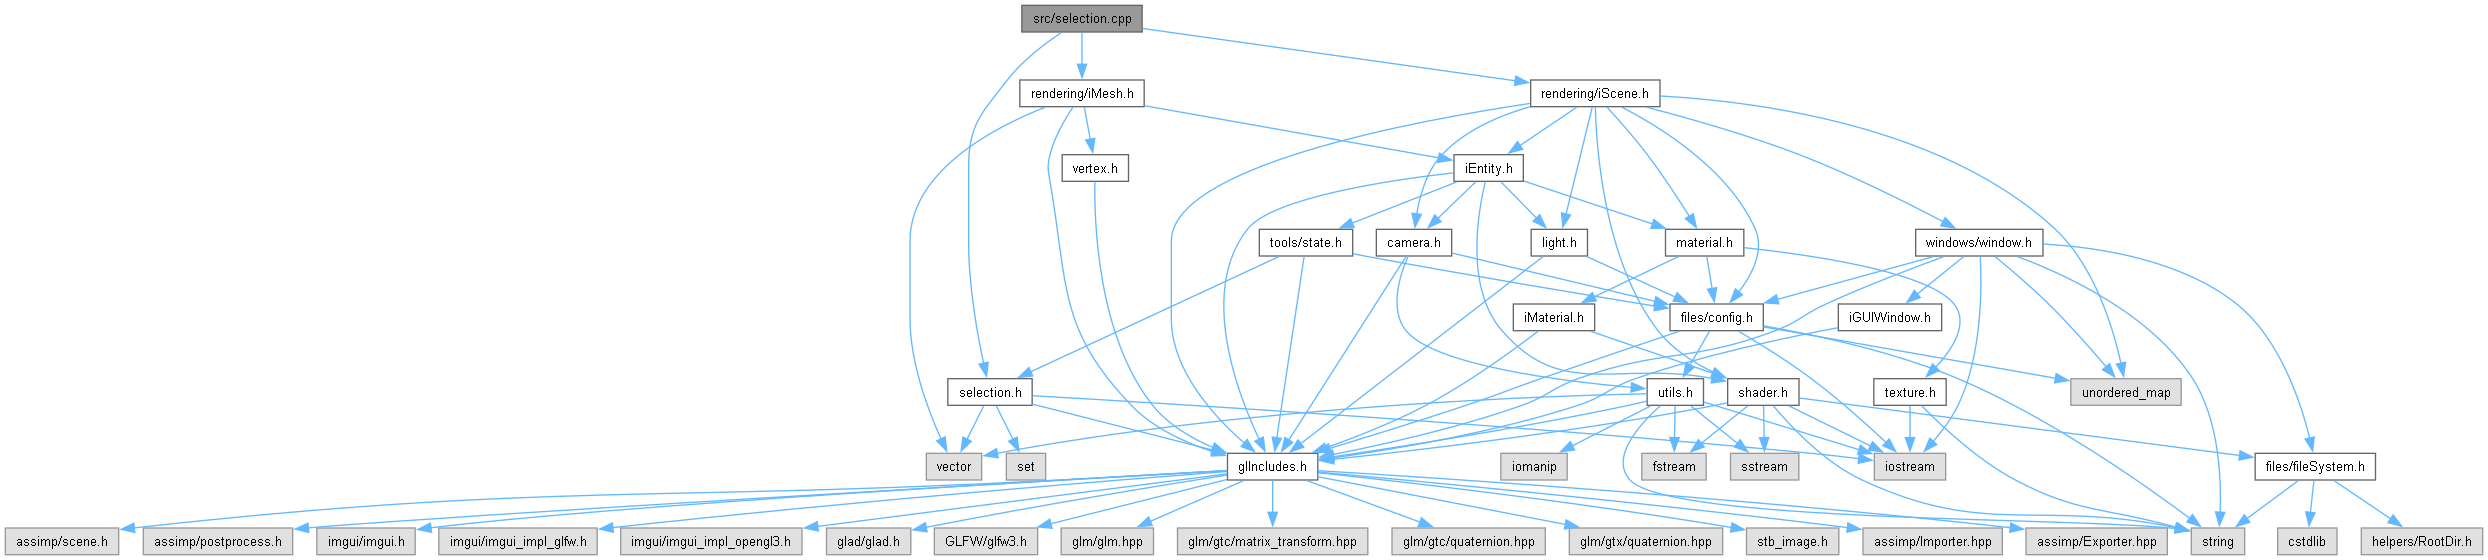 src/selection.cpp
rendering/iMesh.h
rendering/iScene.h
vertex.h
iEntity.h
tools/state.h
camera.h
light.h
material.h
windows/window.h
iMaterial.h
files/config.h
iGUIWindow.h
selection.h
utils.h
shader.h
texture.h
unordered_map
vector
set
glIncludes.h
iomanip
fstream
sstream
iostream
files/fileSystem.h
assimp/scene.h
assimp/postprocess.h
imgui/imgui.h
imgui/imgui_impl_glfw.h
imgui/imgui_impl_opengl3.h
glad/glad.h
GLFW/glfw3.h
glm/glm.hpp
glm/gtc/matrix_transform.hpp
glm/gtc/quaternion.hpp
glm/gtx/quaternion.hpp
stb_image.h
assimp/Importer.hpp
assimp/Exporter.hpp
string
cstdlib
helpers/RootDir.h